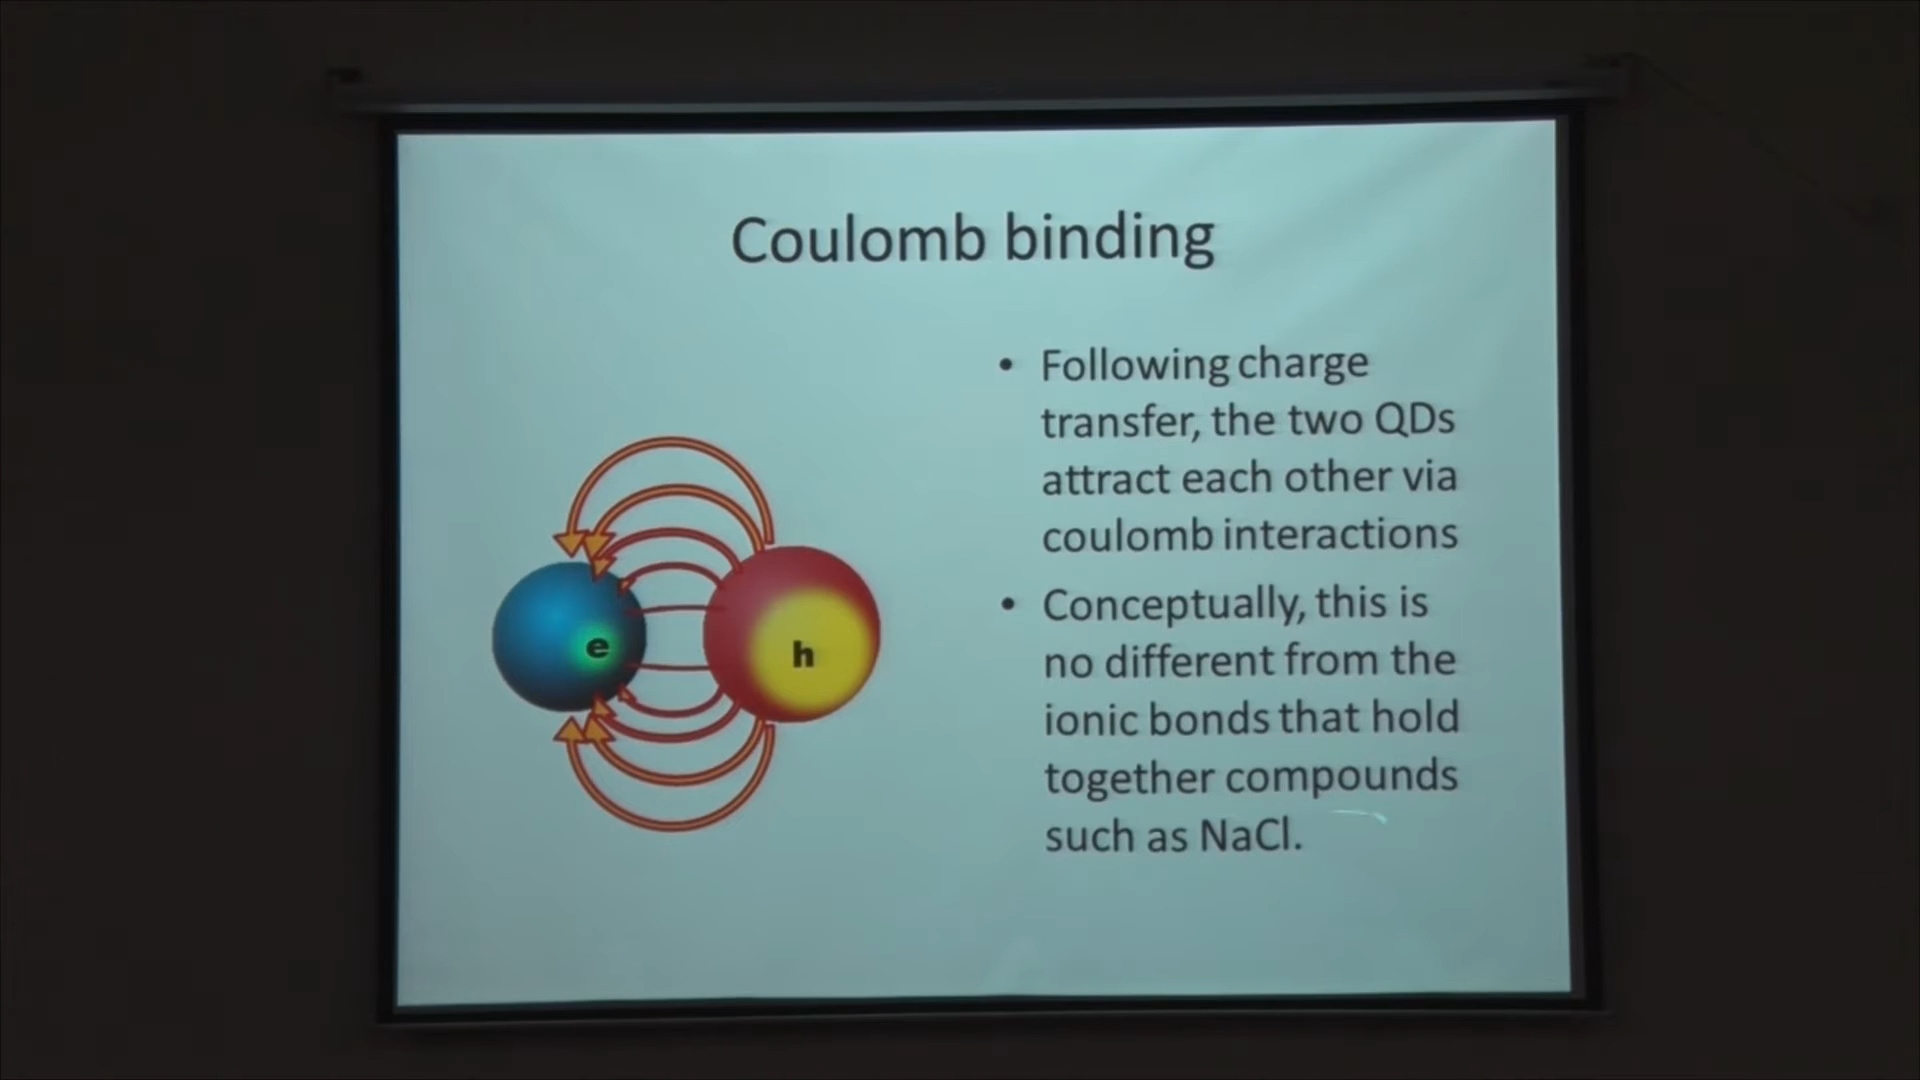 Coulomb binding
• Following charge
transfer, the two QDs
attract each other via
coulomb interactions
• Conceptually, this is
no different from the
ionic bonds that hold
together compounds
such as NaCl.
e
h